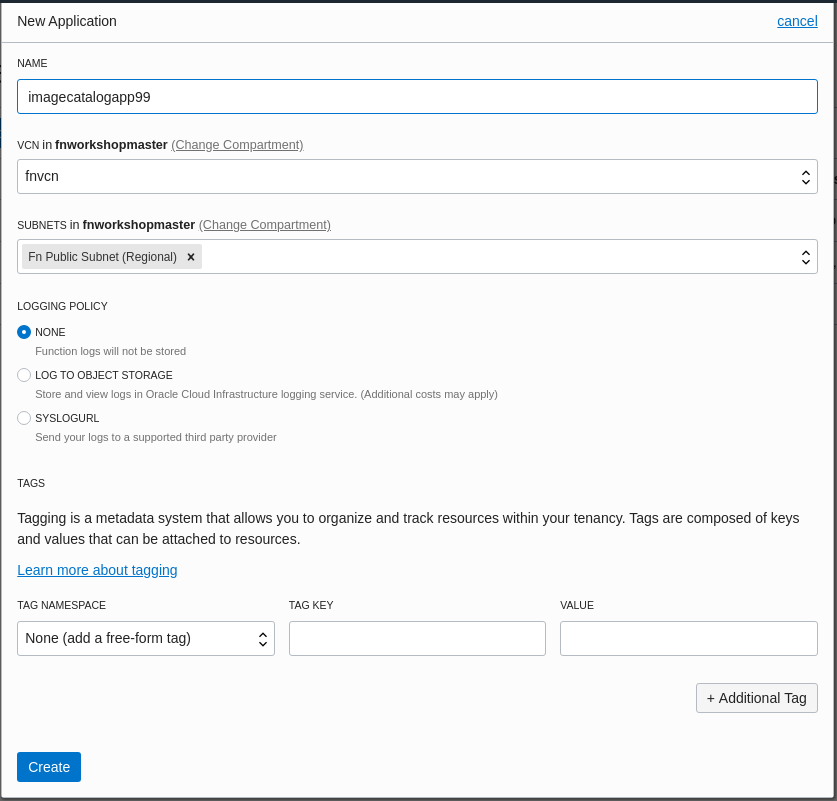 New Application cancel
NAME
imagecatalogapp99
VCN in fnworkshopmaster (Change Compartment)
fnvcn
SUBNETS in fnworkshopmaster (Change Compartment)
Fn Public Subnet (Regional) ×
LOGGING POLICY
NONE
Function logs will not be stored
LOG TO OBJECT STORAGE
Store and view logs in Oracle Cloud Infrastructure logging service. (Additional costs may apply)
SYSLOGURL
Send your logs to a supported third party provider
TAGS
Tagging is a metadata system that allows you to organize and track resources within your tenancy. Tags are composed of keys
and values that can be attached to resources.
Learn more about tagging
TAG NAMESPACE TAG KEY VALUE
None (add a free-form tag)
+ Additional Tag
Create